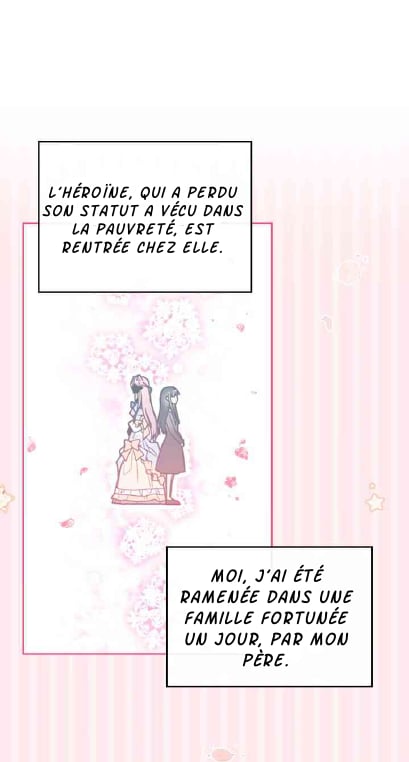 L'HÉROÏNE, QUI A PERDU
SON STATUT A VÉCU DANS
LA PAUVRETÉ, EST
RENTRÉE CHEZ ELLE.
MOI, J'AI ÉTÉ
RAMENÉE DANS UNE
FAMILLE FORTUNÉE
UN JOUR, PAR MON
PÈRE.